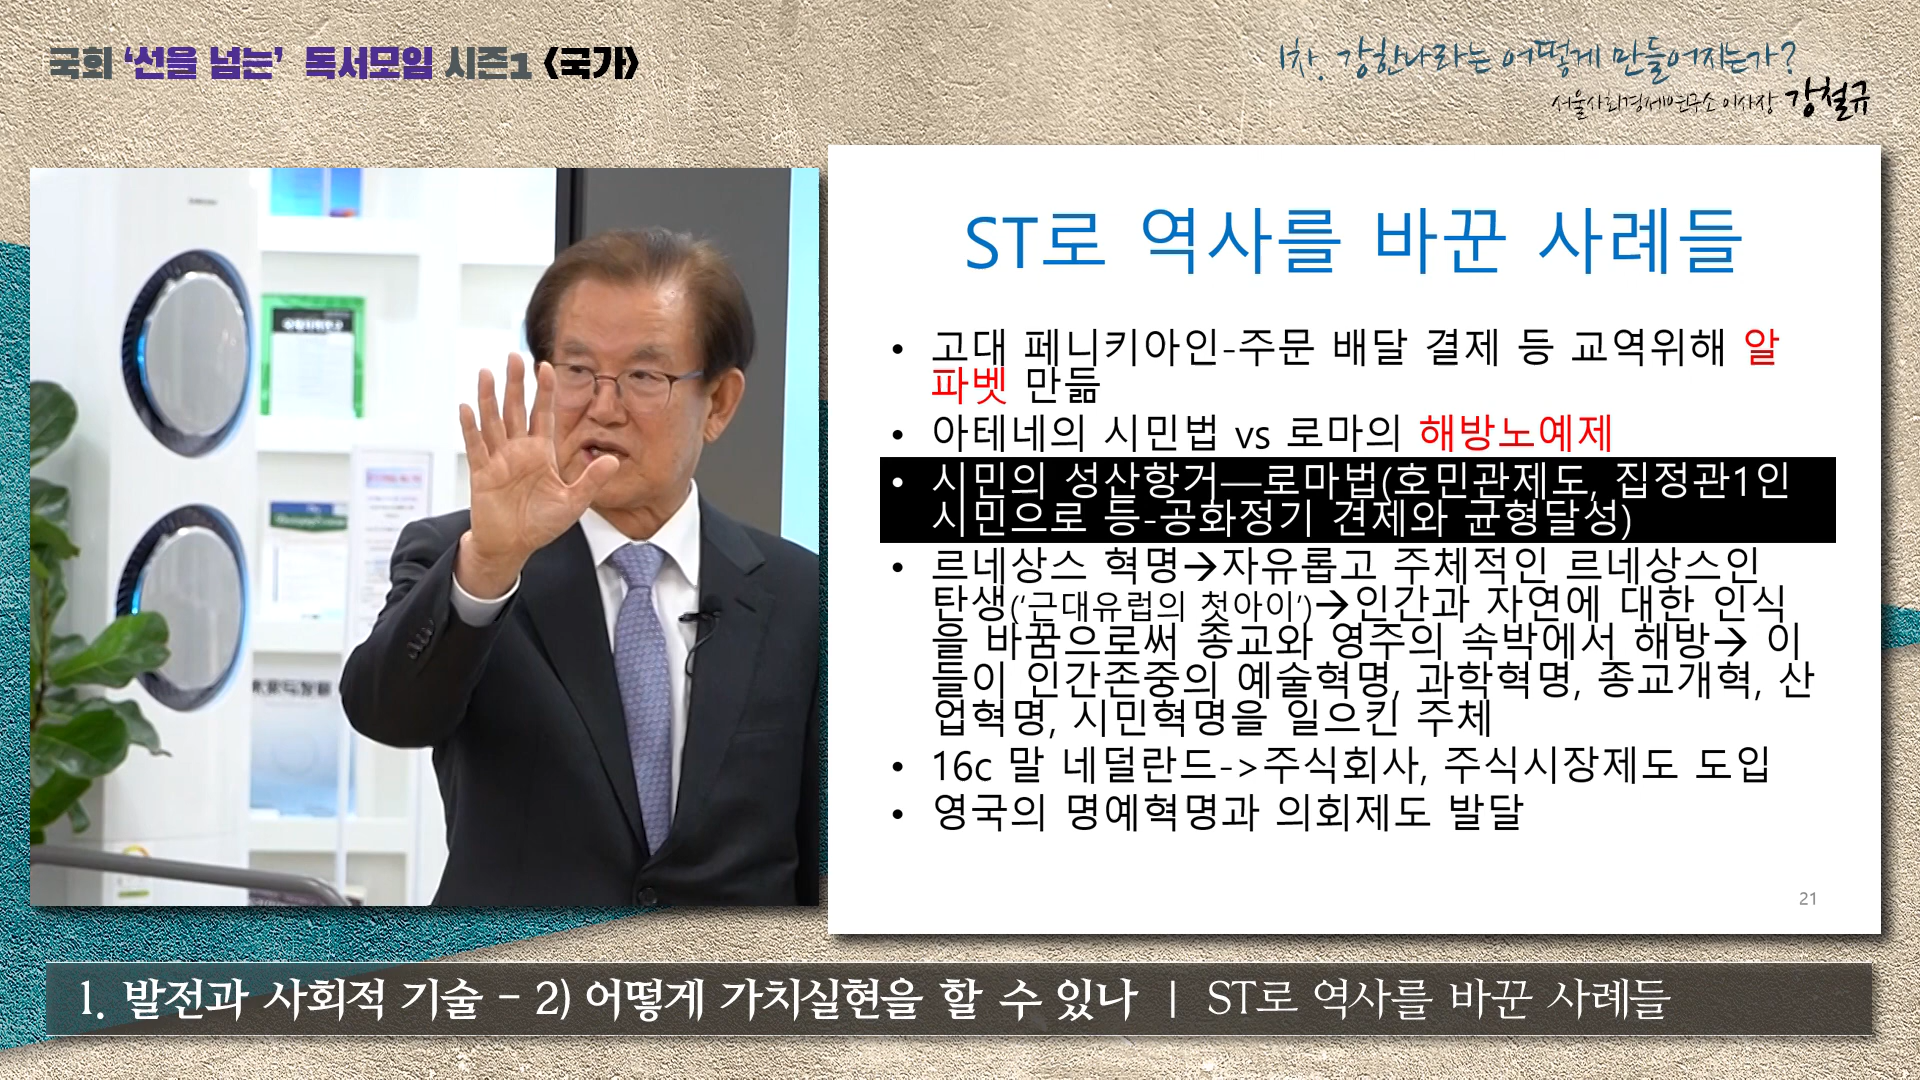 국회 ‘선을 넘는’ 독서모임 시즌1 <국가>
1차. 강한나라는 어떻게 만들어지는가?
서울사회경제연구소 이사장 강철규
ST로 역사를 바꾼 사례들
• 고대 페니키아인-주문 배달 결제 등 교역위해 알
파벳 만듦
• 아테네의 시민법 vs 로마의 해방노예제
• 시민의 성산항거—로마법(호민관제도, 집정관1인
시민으로 등-공화정기 견제와 균형달성)
• 르네상스 혁명→자유롭고 주체적인 르네상스인
탄생(‘근대유럽의 첫아이’)→인간과 자연에 대한 인식
을 바꿈으로써 종교와 영주의 속박에서 해방→ 이
들이 인간존중의 예술혁명, 과학혁명, 종교개혁, 산
업혁명, 시민혁명을 일으킨 주체
• 16c 말 네덜란드->주식회사, 주식시장제도 도입
• 영국의 명예혁명과 의회제도 발달
21
1. 발전과 사회적 기술 - 2) 어떻게 가치실현을 할 수 있나 | ST로 역사를 바꾼 사례들